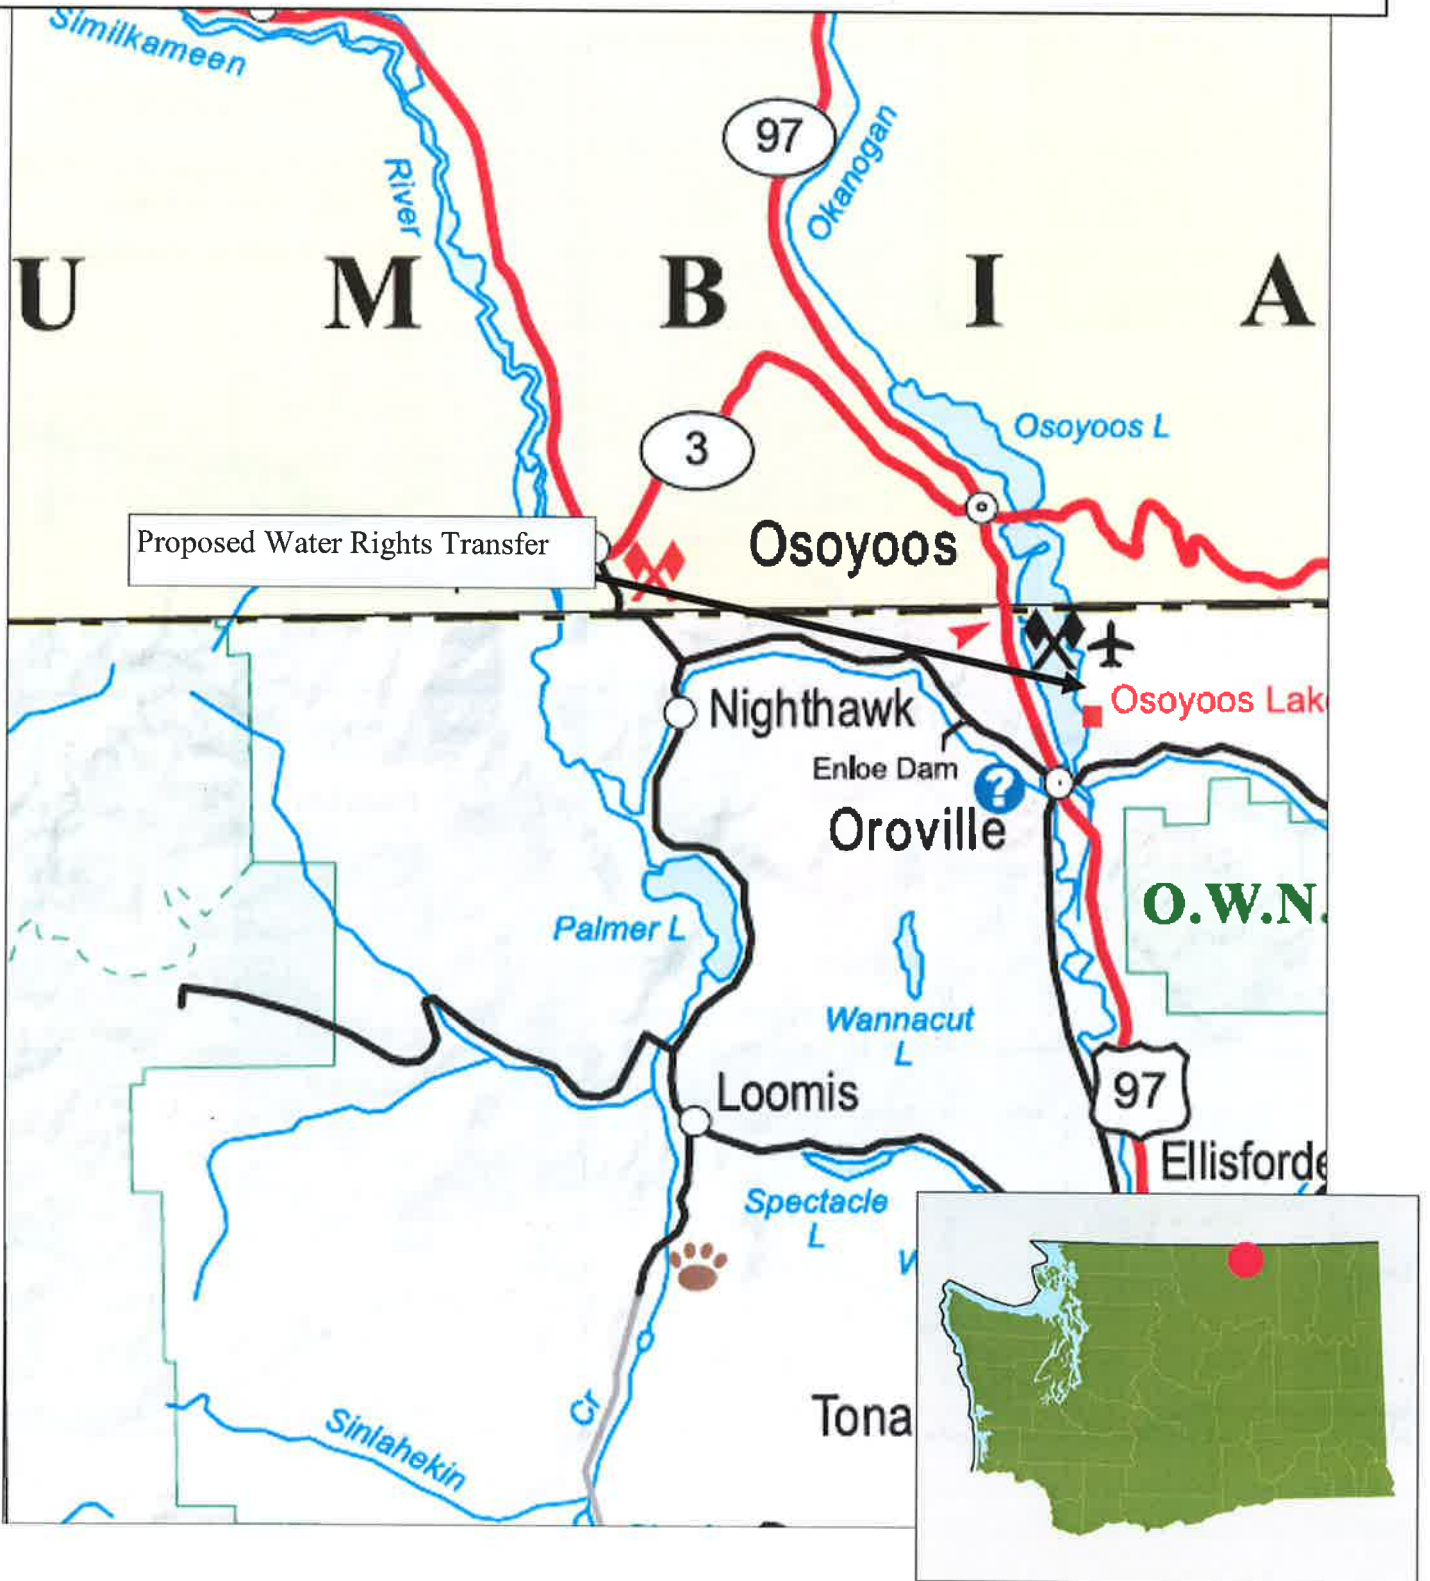 Similkameen
River
97
Okanogan
U M B I A
Osoyoos L
3
Proposed Water Rights Transfer
Osoyoos
Nighthawk
Osoyoos Lake
Enloe Dam
?
Oroville
O.W.N.
Palmer L
Wannacut
L
97
Loomis
Ellisforde
Spectacle
L
Tona
Cr
Sinlahekin